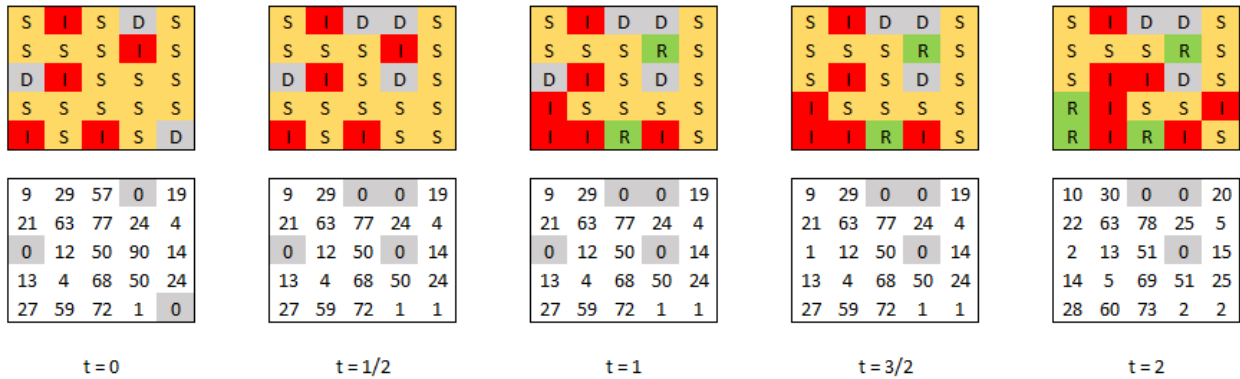 S I S D S
S S S I S
D I S S S
S S S S S
I S I S D
S I D D S
S S S I S
D I S D S
S S S S S
I S I S S
S I D D S
S S S R S
D I S D S
I S S S S
I I R I S
S I D D S
S S S R S
S I S D S
I S S S S
I I R I S
S I D D S
S S S R S
S I I D S
R I S S I
R I R I S
9 29 57 0 19
21 63 77 24 4
0 12 50 90 14
13 4 68 50 24
27 59 72 1 0
9 29 0 0 19
21 63 77 24 4
0 12 50 0 14
13 4 68 50 24
27 59 72 1 1
9 29 0 0 19
21 63 77 24 4
0 12 50 0 14
13 4 68 50 24
27 59 72 1 1
9 29 0 0 19
21 63 77 24 4
1 12 50 0 14
13 4 68 50 24
27 59 72 1 1
10 30 0 0 20
22 63 78 25 5
2 13 51 0 15
14 5 69 51 25
28 60 73 2 2
t = 0
t = 1/2
t = 1
t = 3/2
t = 2